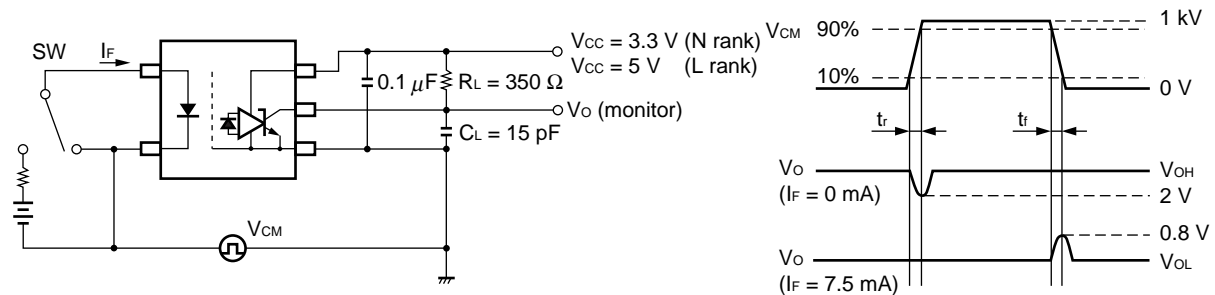 SW
IF
VCC = 3.3 V (N rank)
VCC = 5 V (L rank)
0.1 μF
RL = 350 Ω
VO (monitor)
CL = 15 pF
VCM
VCM 90%
10%
1 kV
0 V
tr
tf
VO
(IF = 0 mA)
VOH
2 V
0.8 V
VO
(IF = 7.5 mA)
VOL